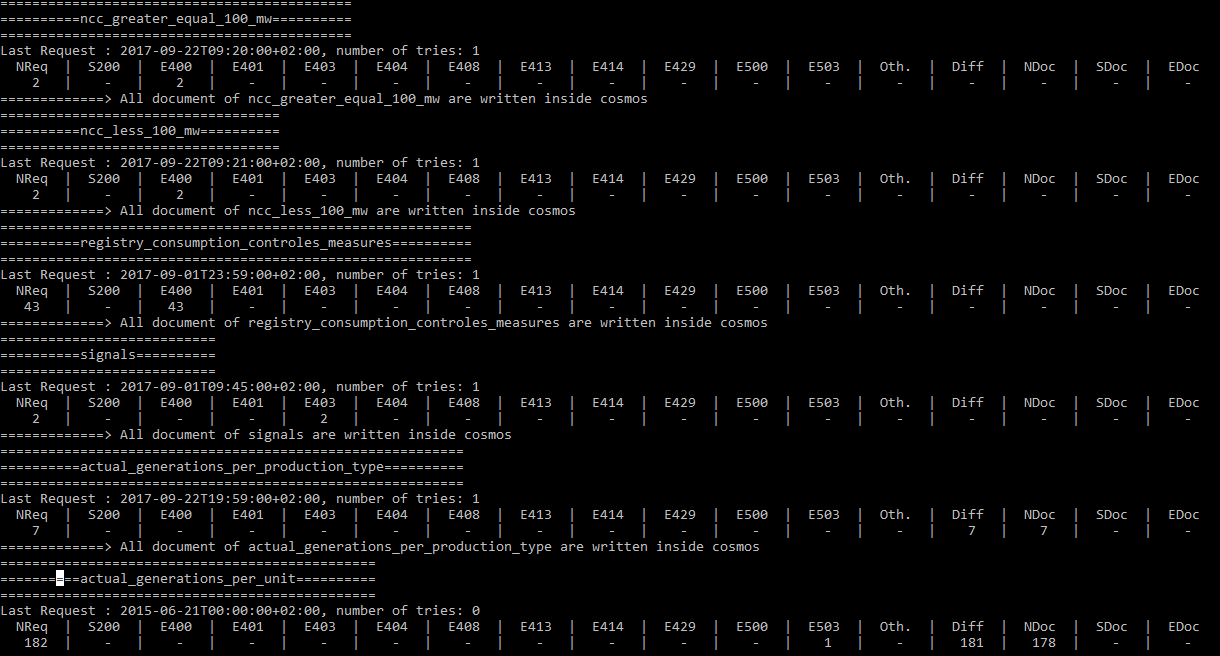 ============================================
==========ncc_greater_equal_100_mw==========
============================================
Last Request : 2017-09-22T09:20:00+02:00, number of tries: 1
NReq | S200 | E400 | E401 | E403 | E404 | E408 | E413 | E414 | E429 | E500 | E503 | Oth. | Diff | NDoc | SDoc | EDoc
2 | - | 2 | - | - | - | - | - | - | - | - | - | - | - | - | - | -
=============> All document of ncc_greater_equal_100_mw are written inside cosmos
===================================
==========ncc_less_100_mw==========
===================================
Last Request : 2017-09-22T09:21:00+02:00, number of tries: 1
NReq | S200 | E400 | E401 | E403 | E404 | E408 | E413 | E414 | E429 | E500 | E503 | Oth. | Diff | NDoc | SDoc | EDoc
2 | - | 2 | - | - | - | - | - | - | - | - | - | - | - | - | - | -
=============> All document of ncc_less_100_mw are written inside cosmos
===========================================================
==========registry_consumption_controles_measures==========
===========================================================
Last Request : 2017-09-01T23:59:00+02:00, number of tries: 1
NReq | S200 | E400 | E401 | E403 | E404 | E408 | E413 | E414 | E429 | E500 | E503 | Oth. | Diff | NDoc | SDoc | EDoc
43 | - | 43 | - | - | - | - | - | - | - | - | - | - | - | - | - | -
=============> All document of registry_consumption_controles_measures are written inside cosmos
===========================
==========signals==========
===========================
Last Request : 2017-09-01T09:45:00+02:00, number of tries: 1
NReq | S200 | E400 | E401 | E403 | E404 | E408 | E413 | E414 | E429 | E500 | E503 | Oth. | Diff | NDoc | SDoc | EDoc
2 | - | - | - | 2 | - | - | - | - | - | - | - | - | - | - | - | -
=============> All document of signals are written inside cosmos
==========================================================
==========actual_generations_per_production_type==========
==========================================================
Last Request : 2017-09-22T19:59:00+02:00, number of tries: 1
NReq | S200 | E400 | E401 | E403 | E404 | E408 | E413 | E414 | E429 | E500 | E503 | Oth. | Diff | NDoc | SDoc | EDoc
7 | - | - | - | - | - | - | - | - | - | - | - | - | 7 | 7 | - | -
=============> All document of actual_generations_per_production_type are written inside cosmos
===============================================
==========actual_generations_per_unit==========
===============================================
Last Request : 2015-06-21T00:00:00+02:00, number of tries: 0
NReq | S200 | E400 | E401 | E403 | E404 | E408 | E413 | E414 | E429 | E500 | E503 | Oth. | Diff | NDoc | SDoc | EDoc
182 | - | - | - | - | - | - | - | - | - | - | 1 | - | 181 | 178 | - | -